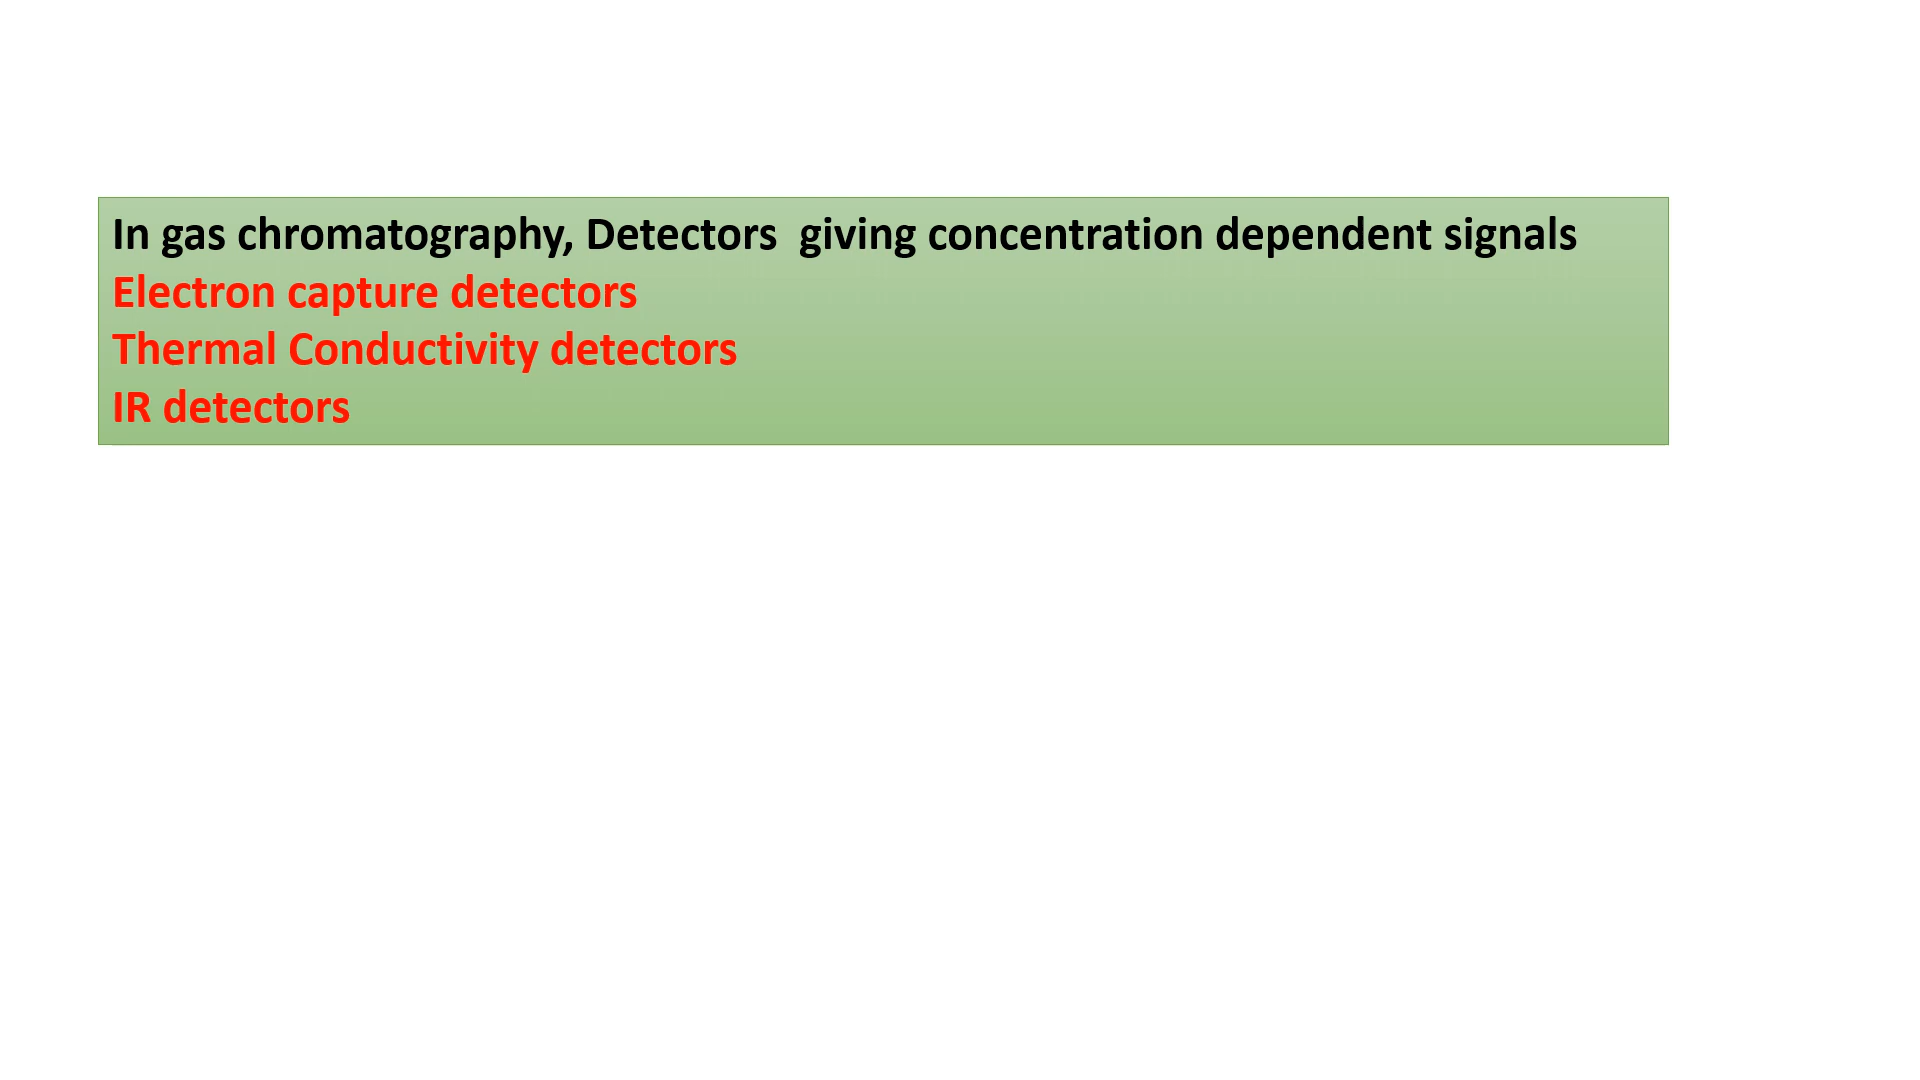 In gas chromatography, Detectors  giving concentration dependent signals
Electron capture detectors
Thermal Conductivity detectors
IR detectors